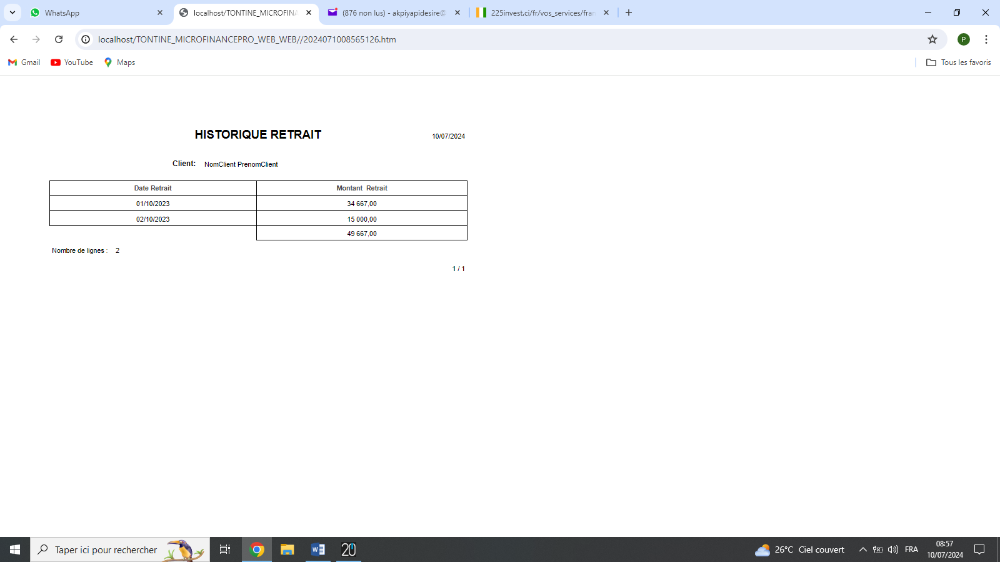 WhatsApp
localhost/TONTINE_MICROFINA
(876 non lus) - akpiyapidesire@
225invest.ci/fr/vos_services/fran
localhost/TONTINE_MICROFINANCEPRO_WEB_WEB//2024071008565126.htm
P
Gmail
YouTube
Maps
Tous les favoris
HISTORIQUE RETRAIT
10/07/2024
Client: NomClient PrenomClient
Date Retrait Montant Retrait
01/10/2023 34 667,00
02/10/2023 15 000,00
49 667,00
Nombre de lignes : 2
1 / 1
Taper ici pour rechercher
W
20
26°C Ciel couvert
FRA
08:57
10/07/2024